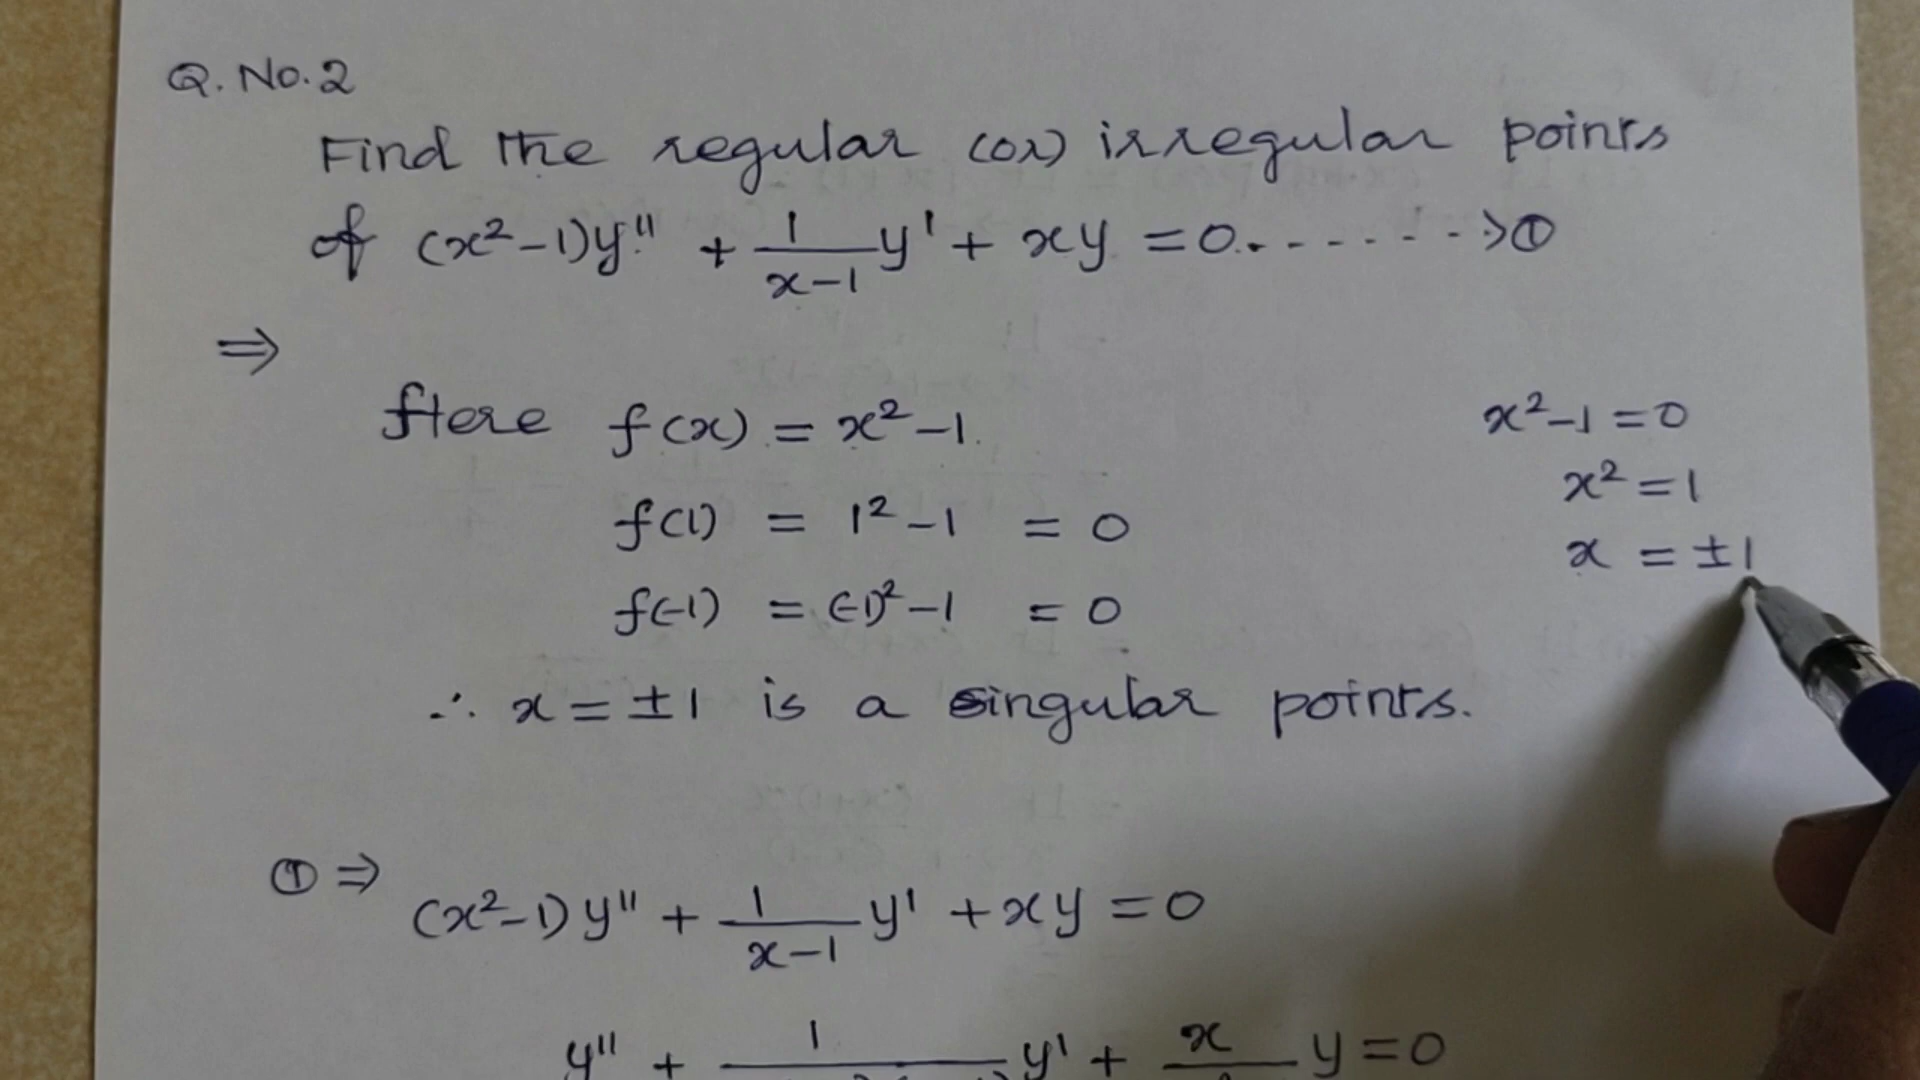 Q. No. 2
Find the regular (or) irregular points
of (x²-1)y'' + 1/(x-1) y' + xy = 0. - - - - - - -> ①
⇒
Here f(x) = x²-1. x²-1 = 0
x² = 1
f(1) = 1²-1 = 0
x = ±1
f(-1) = (-1)²-1 = 0
∴ x = ±1 is a singular points.
① ⇒
(x²-1)y'' + 1/(x-1) y' + xy = 0
y'' + 1/ y' + x/ y = 0